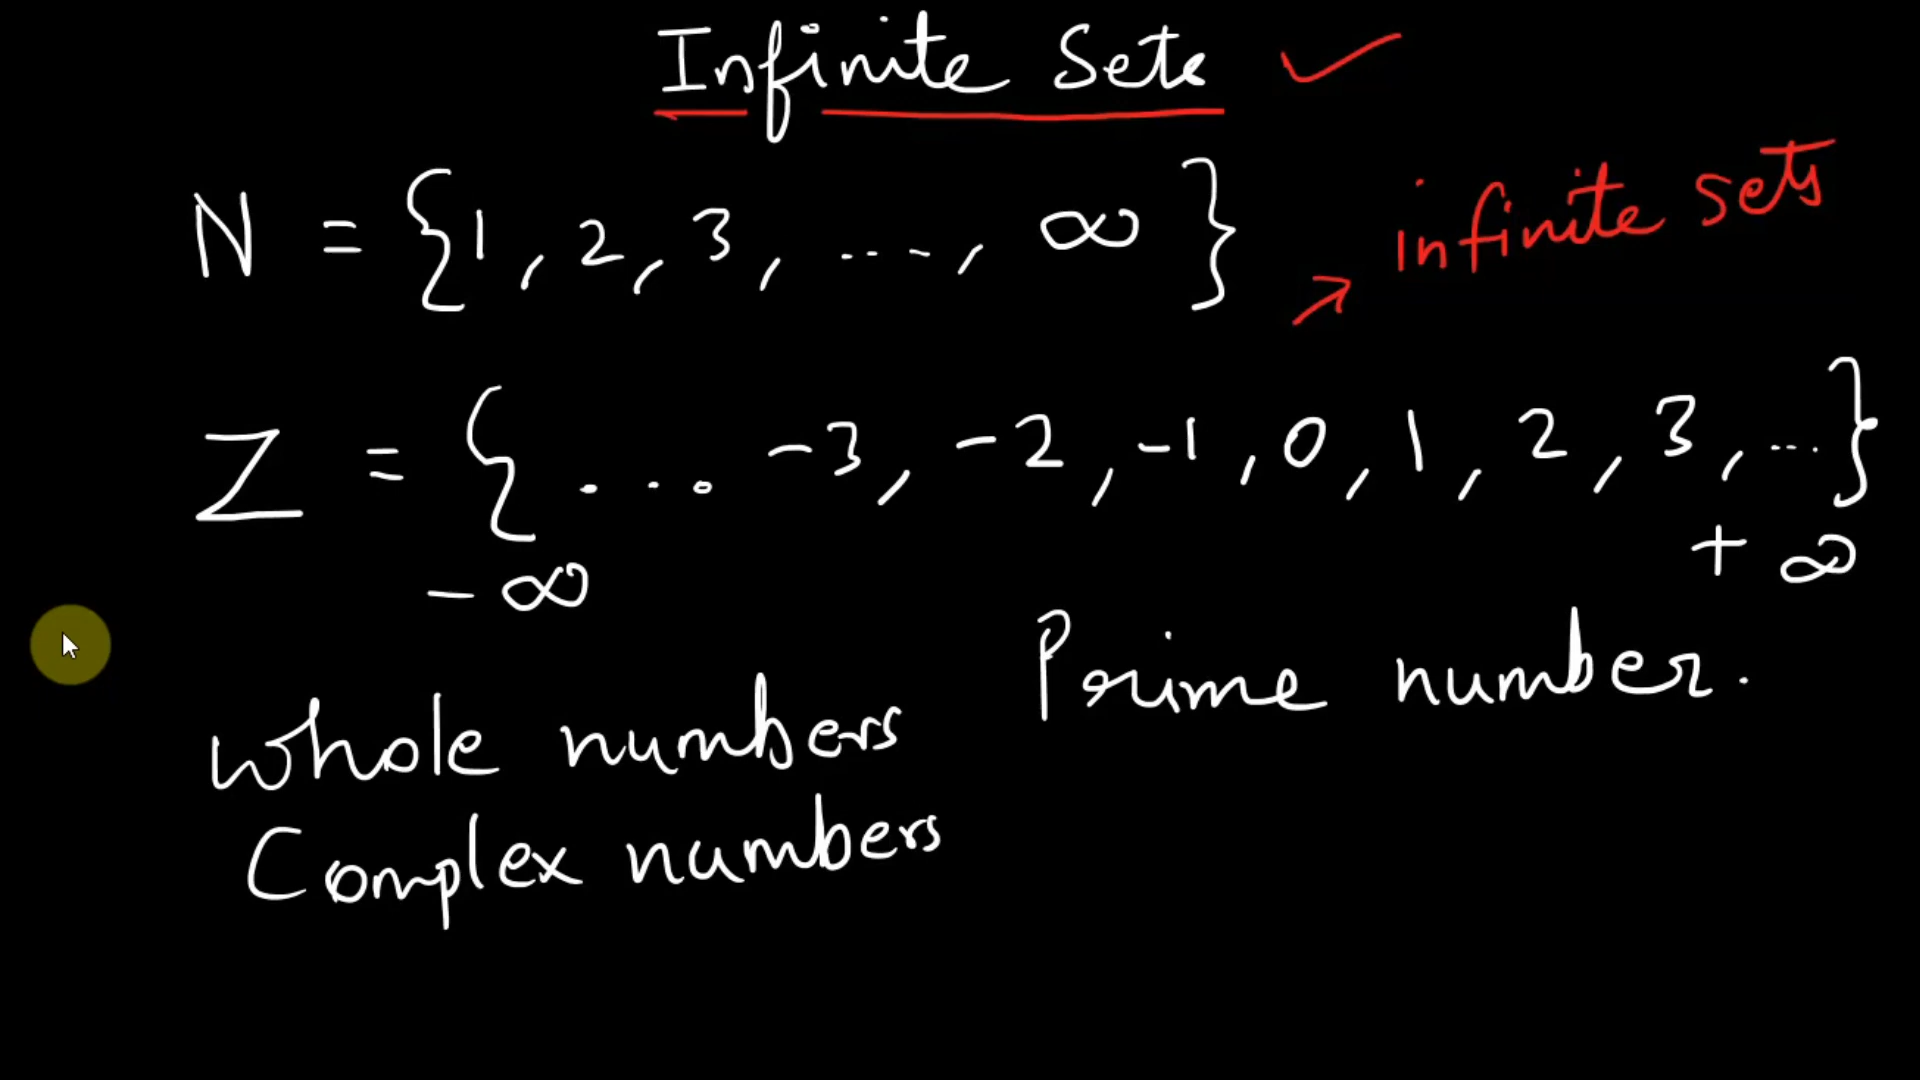 Infinite Sets ✓
N = {1, 2, 3, ..., ∞}
infinite sets
Z = {... -3, -2, -1, 0, 1, 2, 3, ...}
-∞ +∞
Prime number.
Whole numbers
Complex numbers